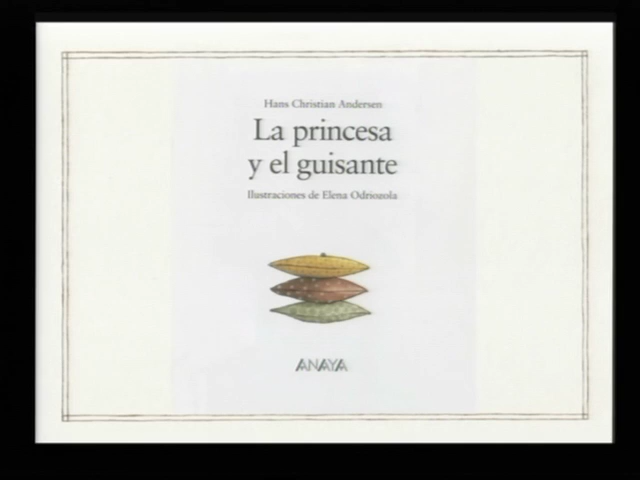 Hans Christian Andersen
La princesa
y el guisante
Ilustraciones de Elena Odriozola
ANAYA